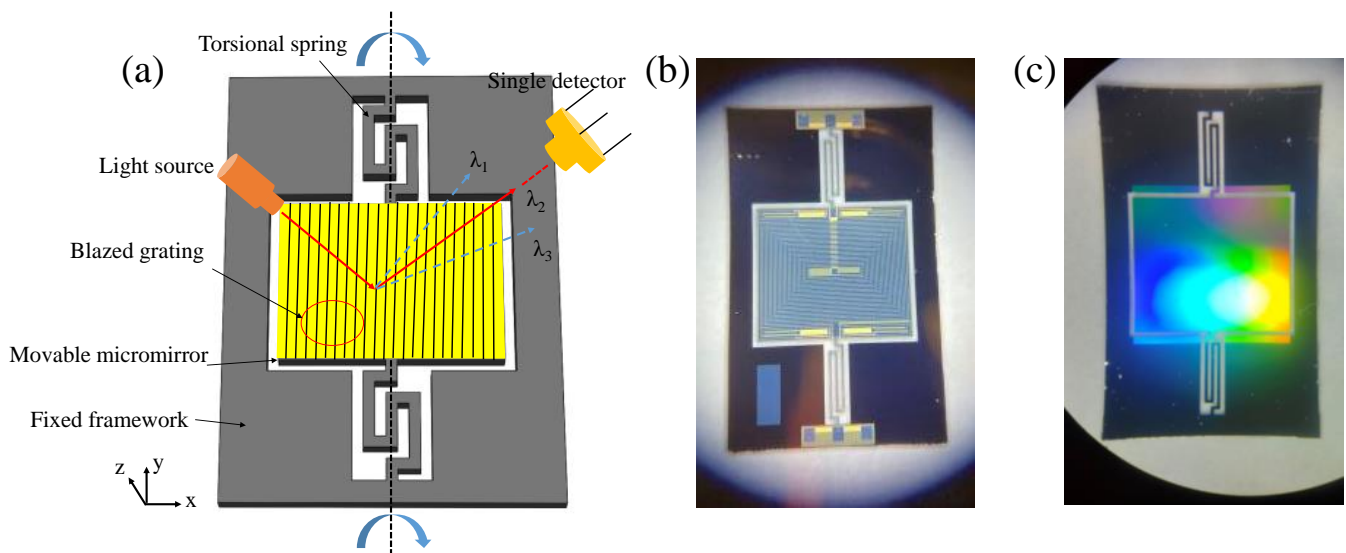 (a)
Torsional spring
Single detector
Light source
λ1
λ2
λ3
Blazed grating
Movable micromirror
Fixed framework
z
y
x
(b)
(c)